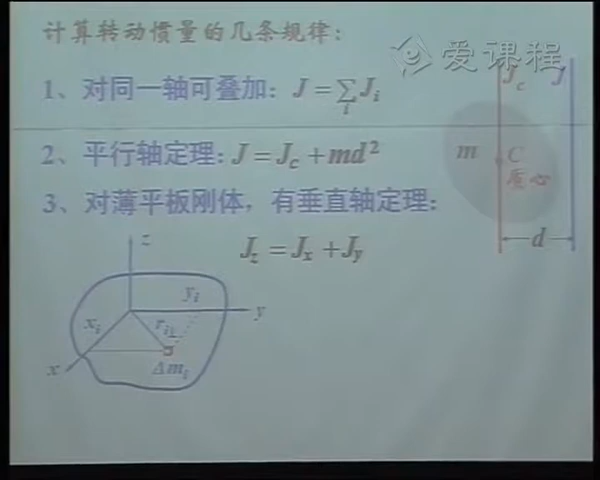 计算转动惯量的几条规律：
爱课程
1、对同一轴可叠加：J = ∑ᵢ Jᵢ
J_c J
2、平行轴定理：J = J_c + md²
m C
质心
3、对薄平板刚体，有垂直轴定理：
J_z = J_x + J_y
d
z
y_i
y
x_i
r_i⊥
x
Δm_i